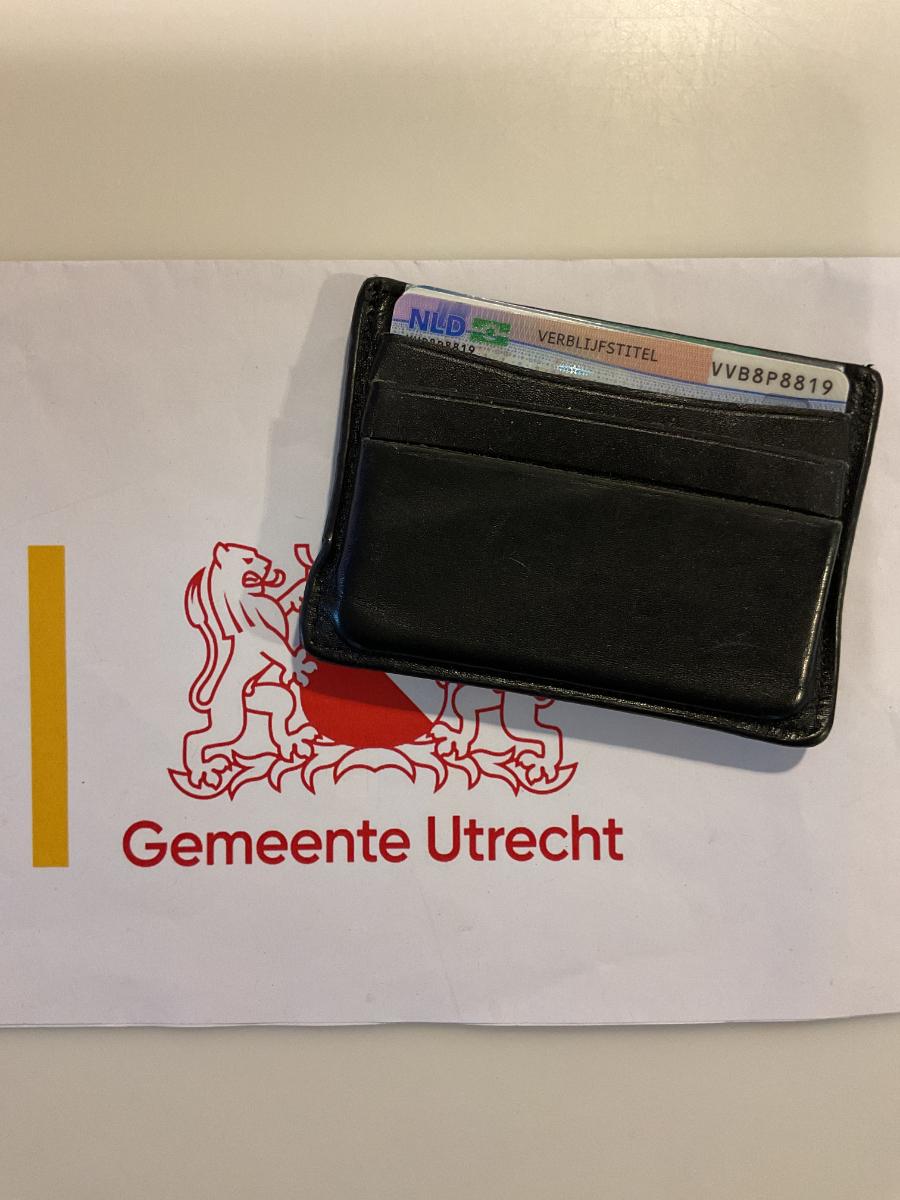 NLD VERBLIJFSTITEL VVB8P8819
Gemeente Utrecht